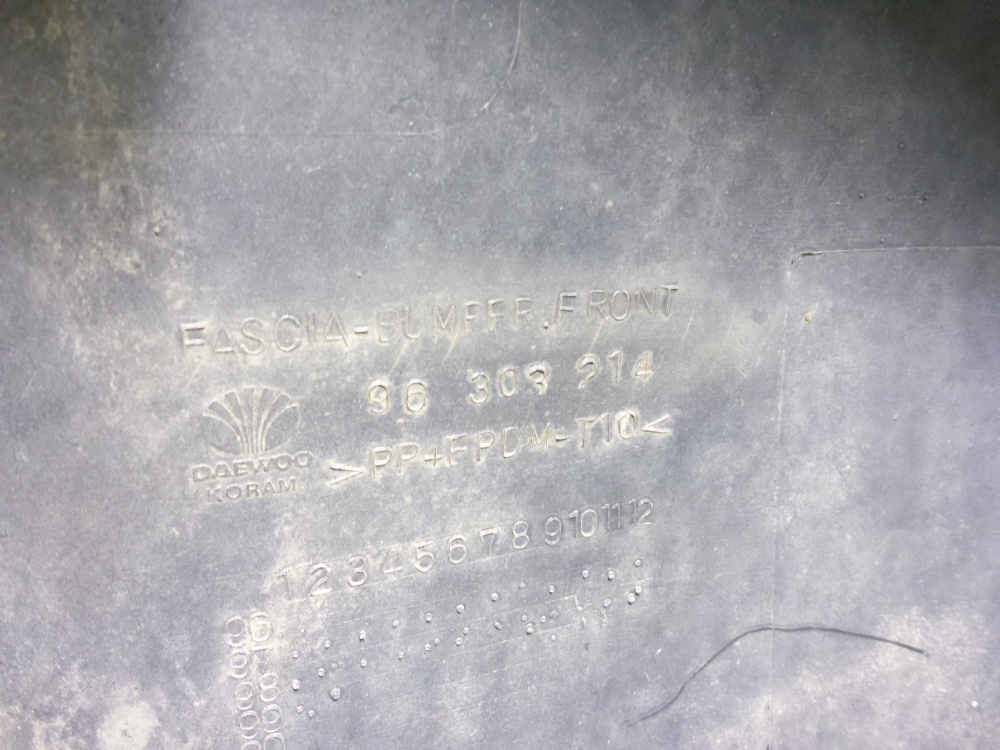 FASCIA-BUMPER.FRONT
96 303 214
DAEWOO
KORAM
>PP+EPDM-T10<
1 2 3 4 5 6 7 8 9 10 11 12
96